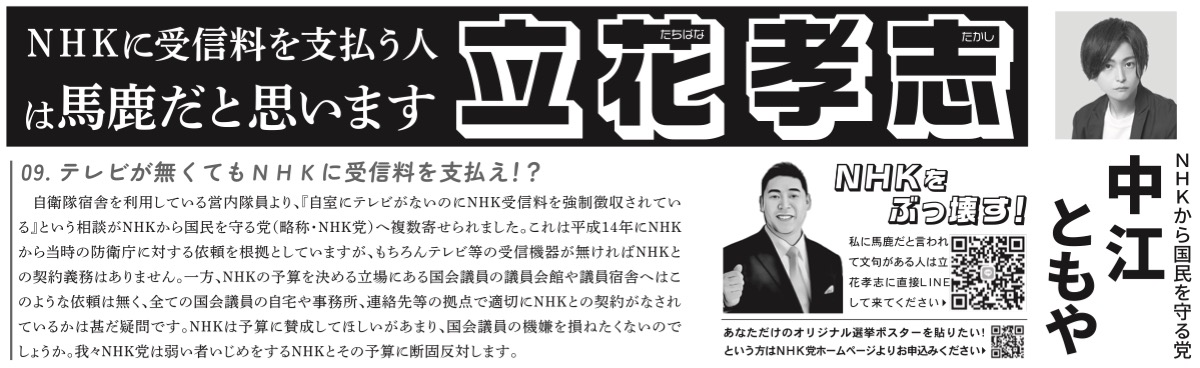 NHKに受信料を支払う人
は馬鹿だと思います
立花孝志
たちばな
たかし
09. テレビが無くてもNHKに受信料を支払え!?
自衛隊宿舎を利用している営内隊員より、『自室にテレビがないのにNHK受信料を強制徴収されてい
る』という相談がNHKから国民を守る党(略称・NHK党)へ複数寄せられました。これは平成14年にNHK
から当時の防衛庁に対する依頼を根拠としていますが、もちろんテレビ等の受信機器が無ければNHKと
の契約義務はありません。一方、NHKの予算を決める立場にある国会議員の議員会館や議員宿舎へはこ
のような依頼は無く、全ての国会議員の自宅や事務所、連絡先等の拠点で適切にNHKとの契約がなされ
ているかは甚だ疑問です。NHKは予算に賛成してほしいがあまり、国会議員の機嫌を損ねたくないので
しょうか。我々NHK党は弱い者いじめをするNHKとその予算に断固反対します。
NHKを
ぶっ壊す!
私に馬鹿だと言われ
て文句がある人は立
花孝志に直接LINE
して来てください▶
あなただけのオリジナル選挙ポスターを貼りたい!
という方はNHK党ホームページよりお申込みください▶
NHKから国民を守る党
中江
ともや